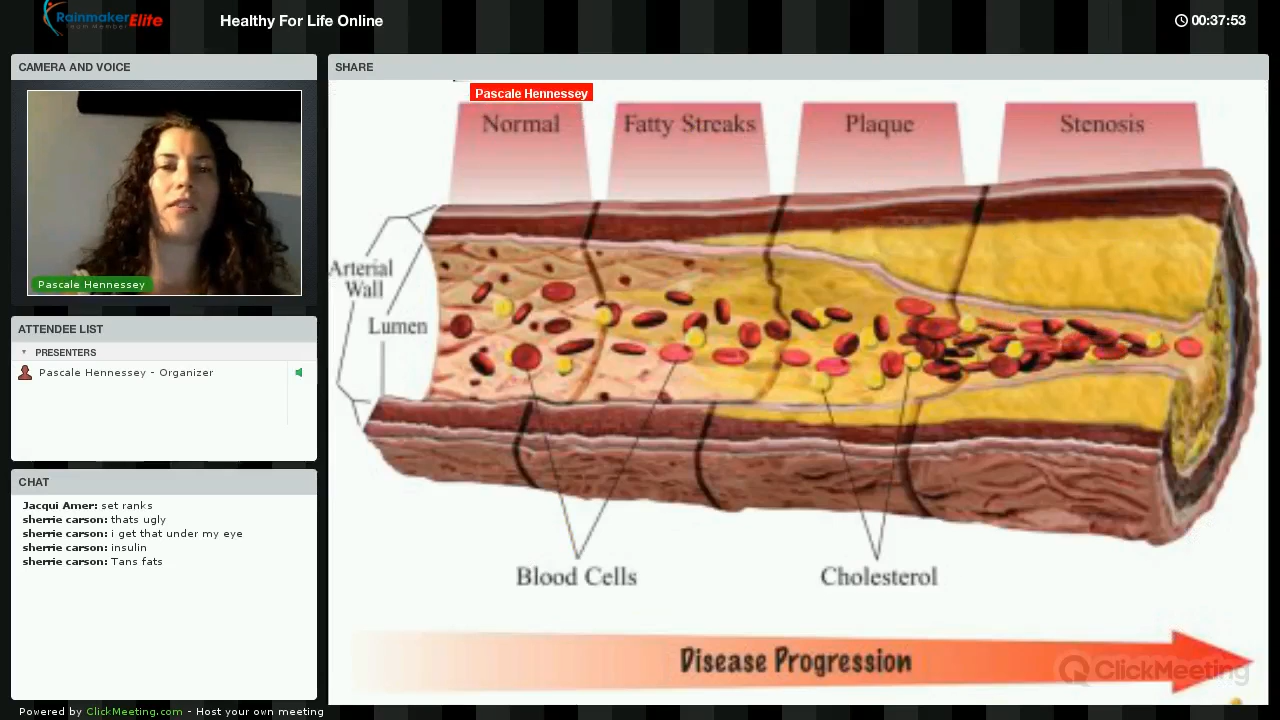 RainmakerElite
Team Member
Healthy For Life Online
00:37:53
CAMERA AND VOICE
Pascale Hennessey
ATTENDEE LIST
PRESENTERS
Pascale Hennessey - Organizer
CHAT
Jacqui Amer: set ranks
sherrie carson: thats ugly
sherrie carson: i get that under my eye
sherrie carson: insulin
sherrie carson: Tans fats
Powered by ClickMeeting.com - Host your own meeting
SHARE
Pascale Hennessey
Normal
Fatty Streaks
Plaque
Stenosis
Arterial
Wall
Lumen
Blood Cells
Cholesterol
Disease Progression
ClickMeeting